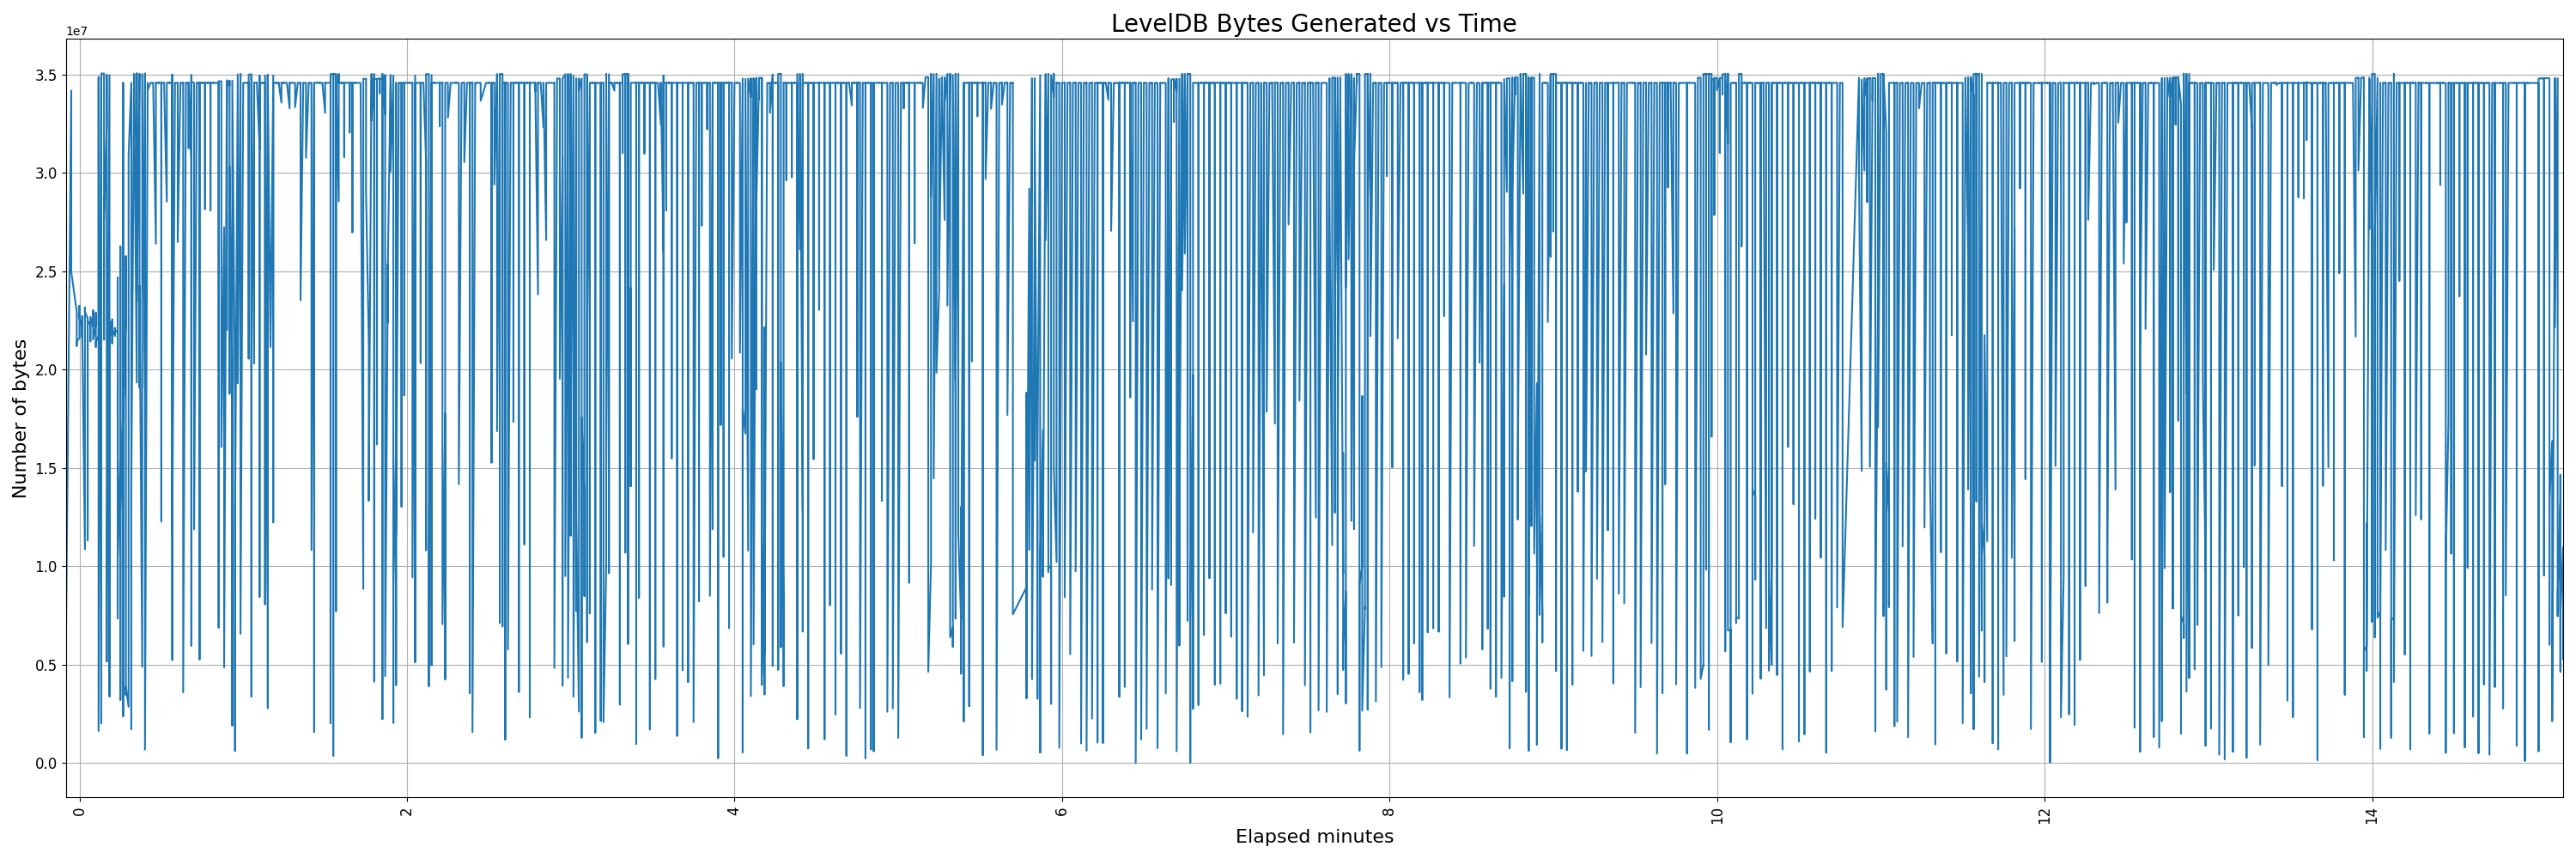 LevelDB Bytes Generated vs Time
1e7
3.5
3.0
2.5
2.0
1.5
1.0
0.5
0.0
Number of bytes
0 2 4 6 8 10 12 14
Elapsed minutes